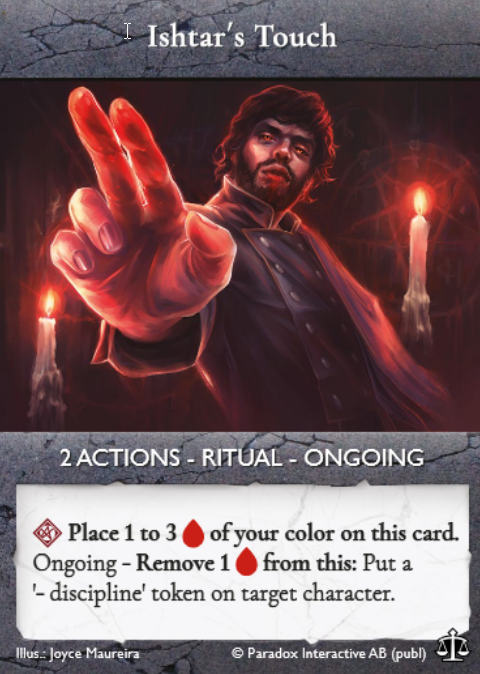 Ishtar's Touch
2 ACTIONS - RITUAL - ONGOING
Place 1 to 3 of your color on this card.
Ongoing - Remove 1 from this: Put a
'- discipline' token on target character.
Illus.: Joyce Maureira © Paradox Interactive AB (publ)